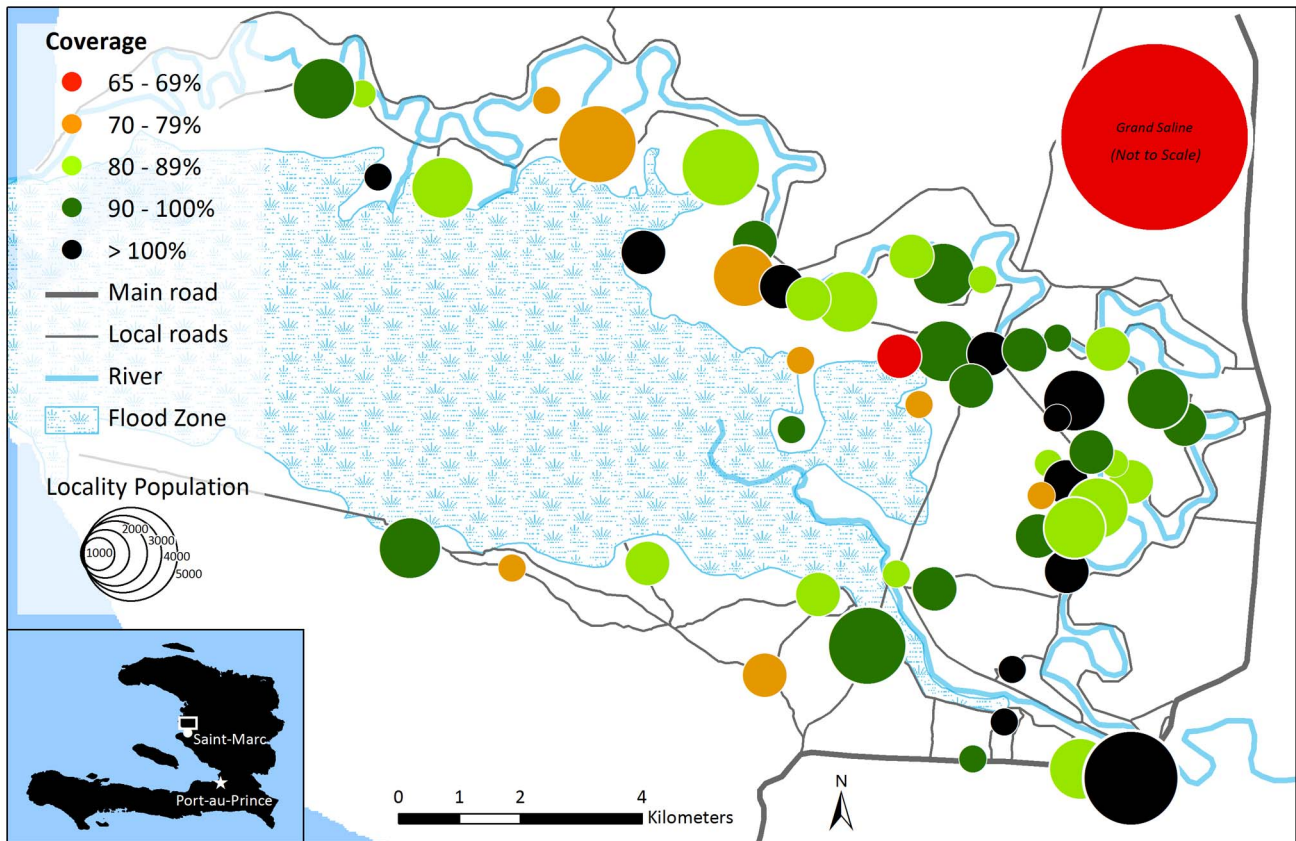 Coverage
65 - 69%
70 - 79%
80 - 89%
90 - 100%
> 100%
Main road
Local roads
River
Flood Zone
Locality Population
1000
2000
3000
4000
5000
Grand Saline
(Not to Scale)
Saint-Marc
Port-au-Prince
0 1 2 4
Kilometers
N